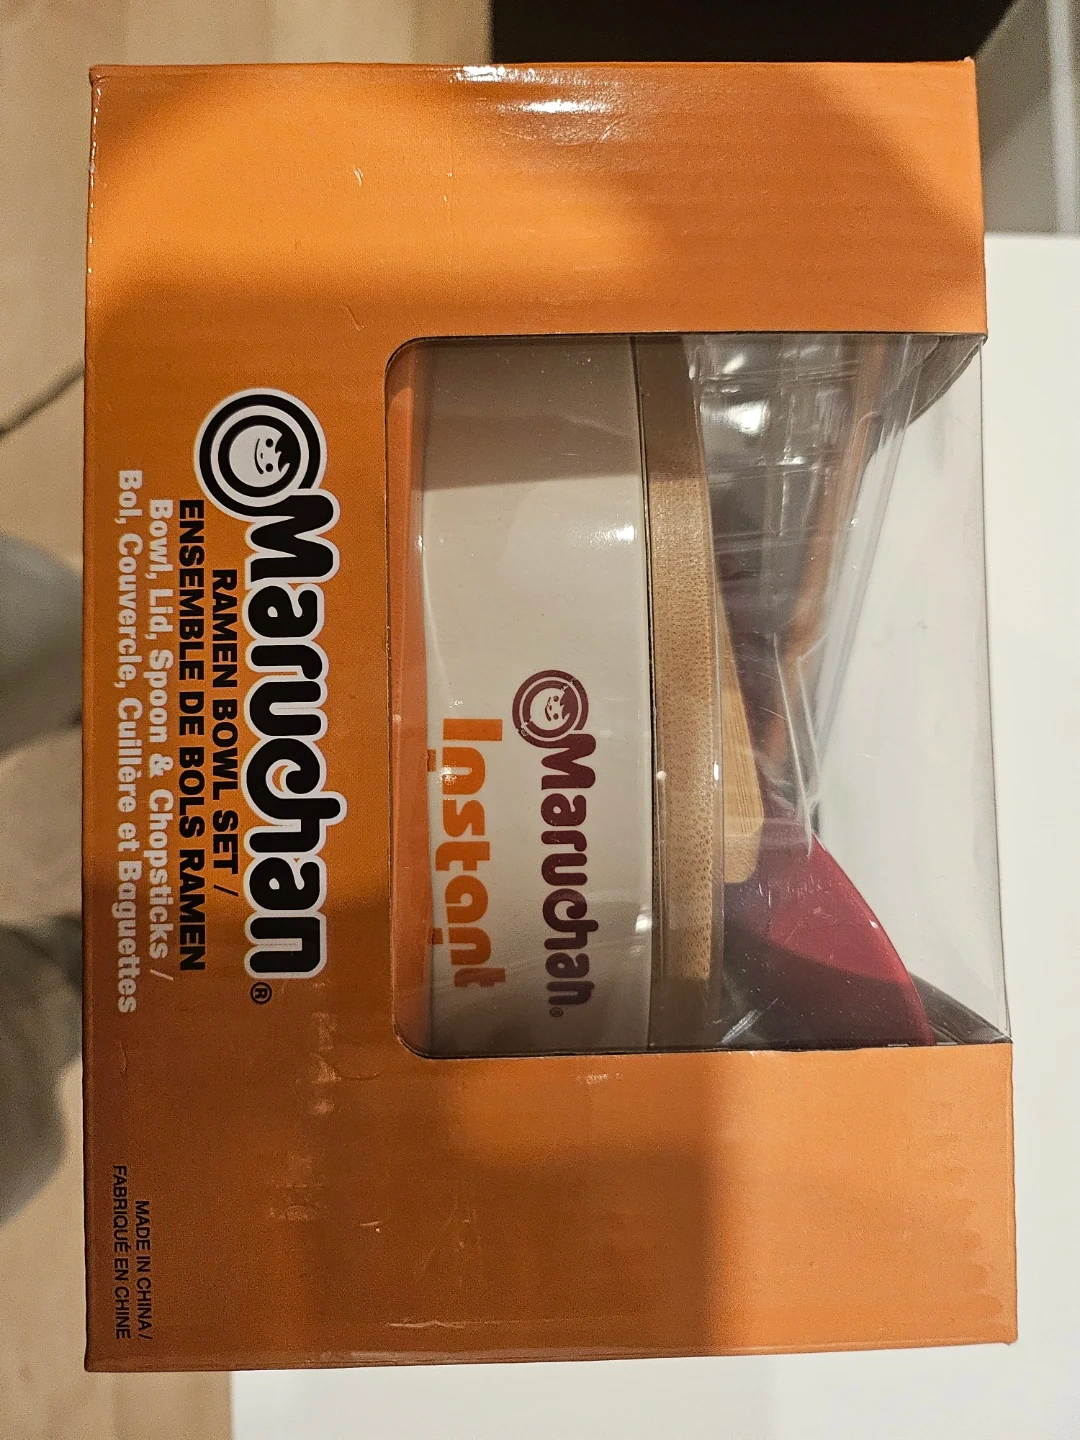 Maruchan®
Instant
Maruchan®
RAMEN BOWL SET /
ENSEMBLE DE BOLS RAMEN
Bowl, Lid, Spoon & Chopsticks /
Bol, Couvercle, Cuillère et Baguettes
MADE IN CHINA /
FABRIQUÉ EN CHINE